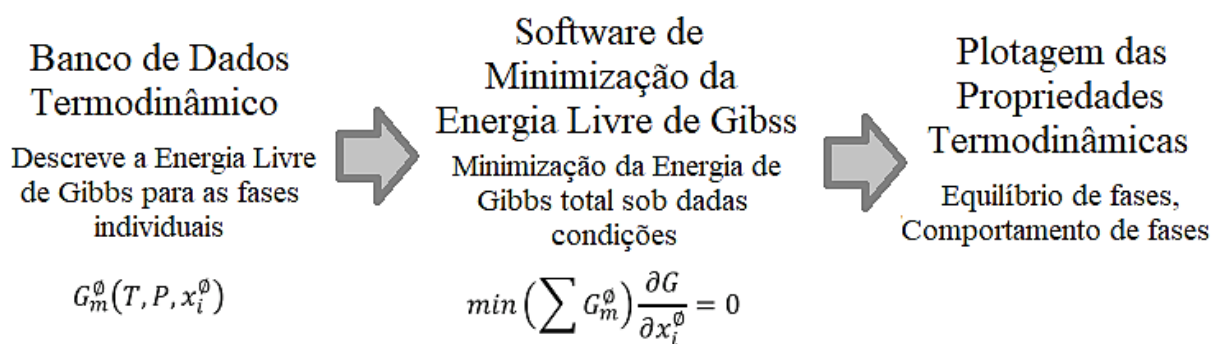 Banco de Dados
Termodinâmico
Descreve a Energia Livre
de Gibbs para as fases
individuais
G_m^ø(T, P, x_i^ø)
Software de
Minimização da
Energia Livre de Gibss
Minimização da Energia de
Gibbs total sob dadas
condições
min (∑ G_m^ø) ∂G/∂x_i^ø = 0
Plotagem das
Propriedades
Termodinâmicas
Equilíbrio de fases,
Comportamento de fases